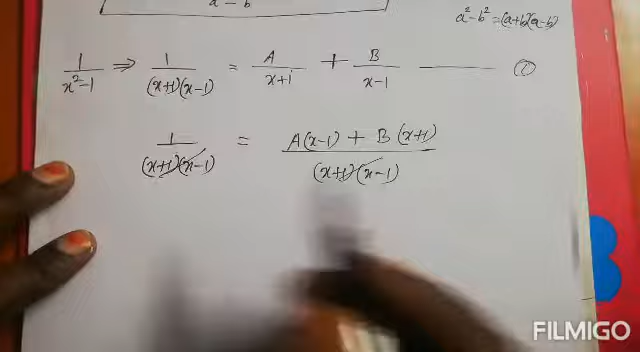 a - b
a²-b² = (a+b)(a-b)
1/(x²-1) ⇒ 1/((x+1)(x-1)) = A/(x+1) + B/(x-1) —— ①
1/((x+1)(x-1)) = (A(x-1) + B(x+1))/((x+1)(x-1))
FILMIGO